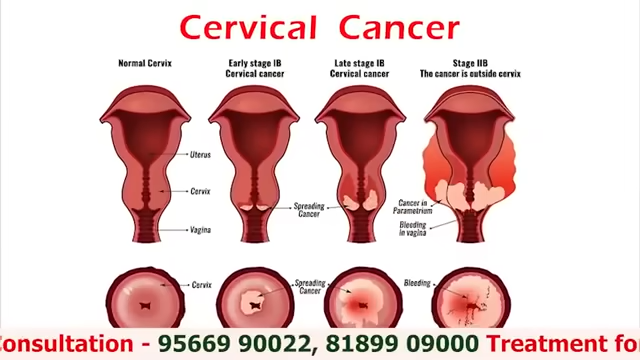 Cervical Cancer
Normal Cervix
Early stage IB
Cervical cancer
Late stage IB
Cervical cancer
Stage IIB
The cancer is outside cervix
Uterus
Cervix
Vagina
Spreading
Cancer
Cancer in
Parametrium
Bleeding
in vagina
Cervix
Spreading
Cancer
Bleeding
Consultation - 95669 90022, 81899 09000 Treatment fo